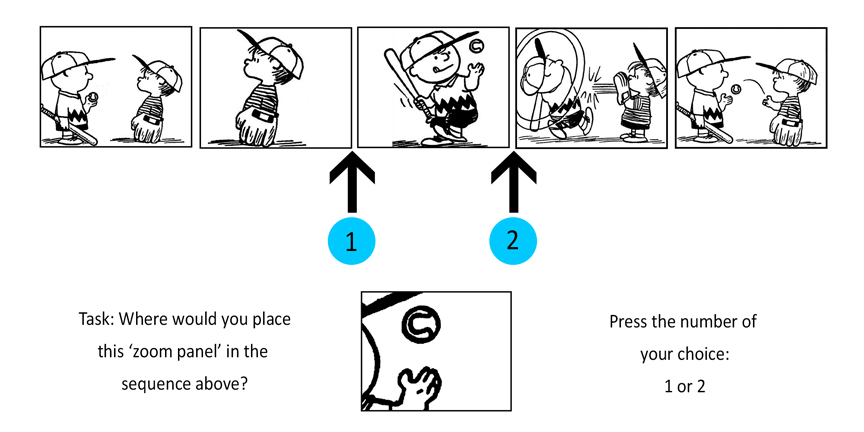 1
2
Task: Where would you place
this ‘zoom panel’ in the
sequence above?
Press the number of
your choice:
1 or 2